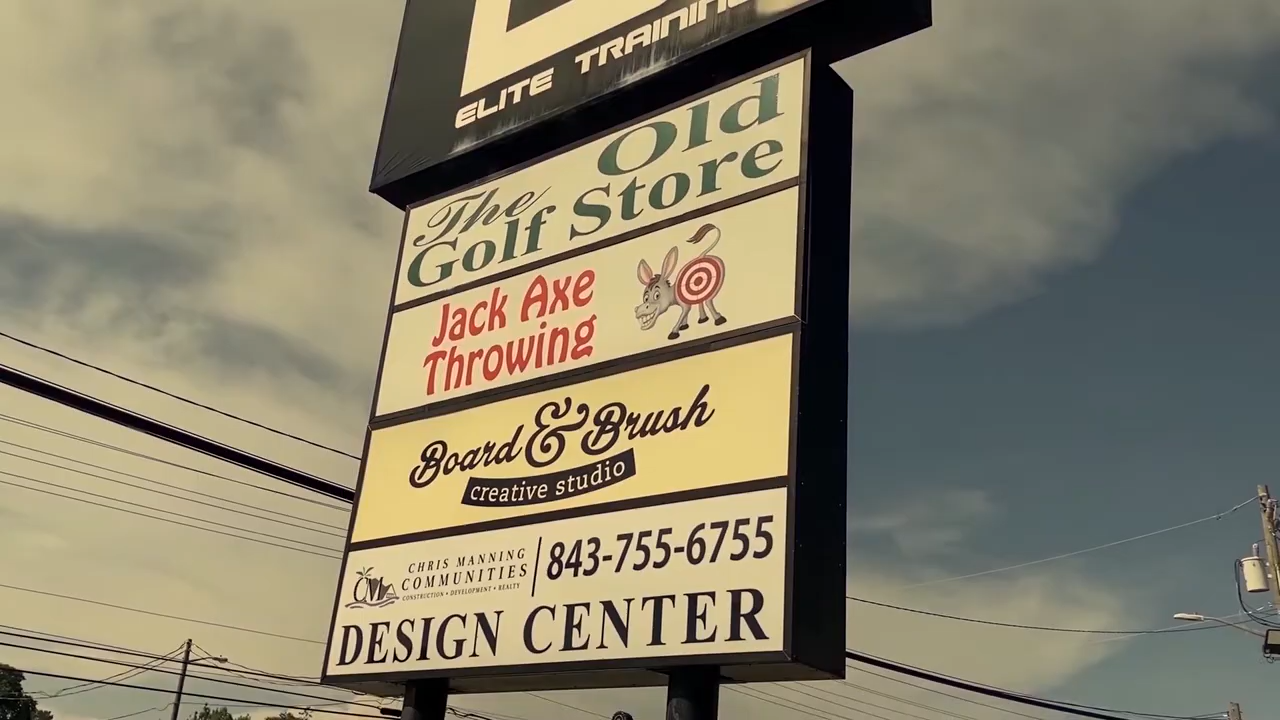 ELITE TRAINING
The Old
Golf Store
Jack Axe
Throwing
Board & Brush
creative studio
CHRIS MANNING
COMMUNITIES
CONSTRUCTION • DEVELOPMENT • REALTY
CMC
843-755-6755
DESIGN CENTER